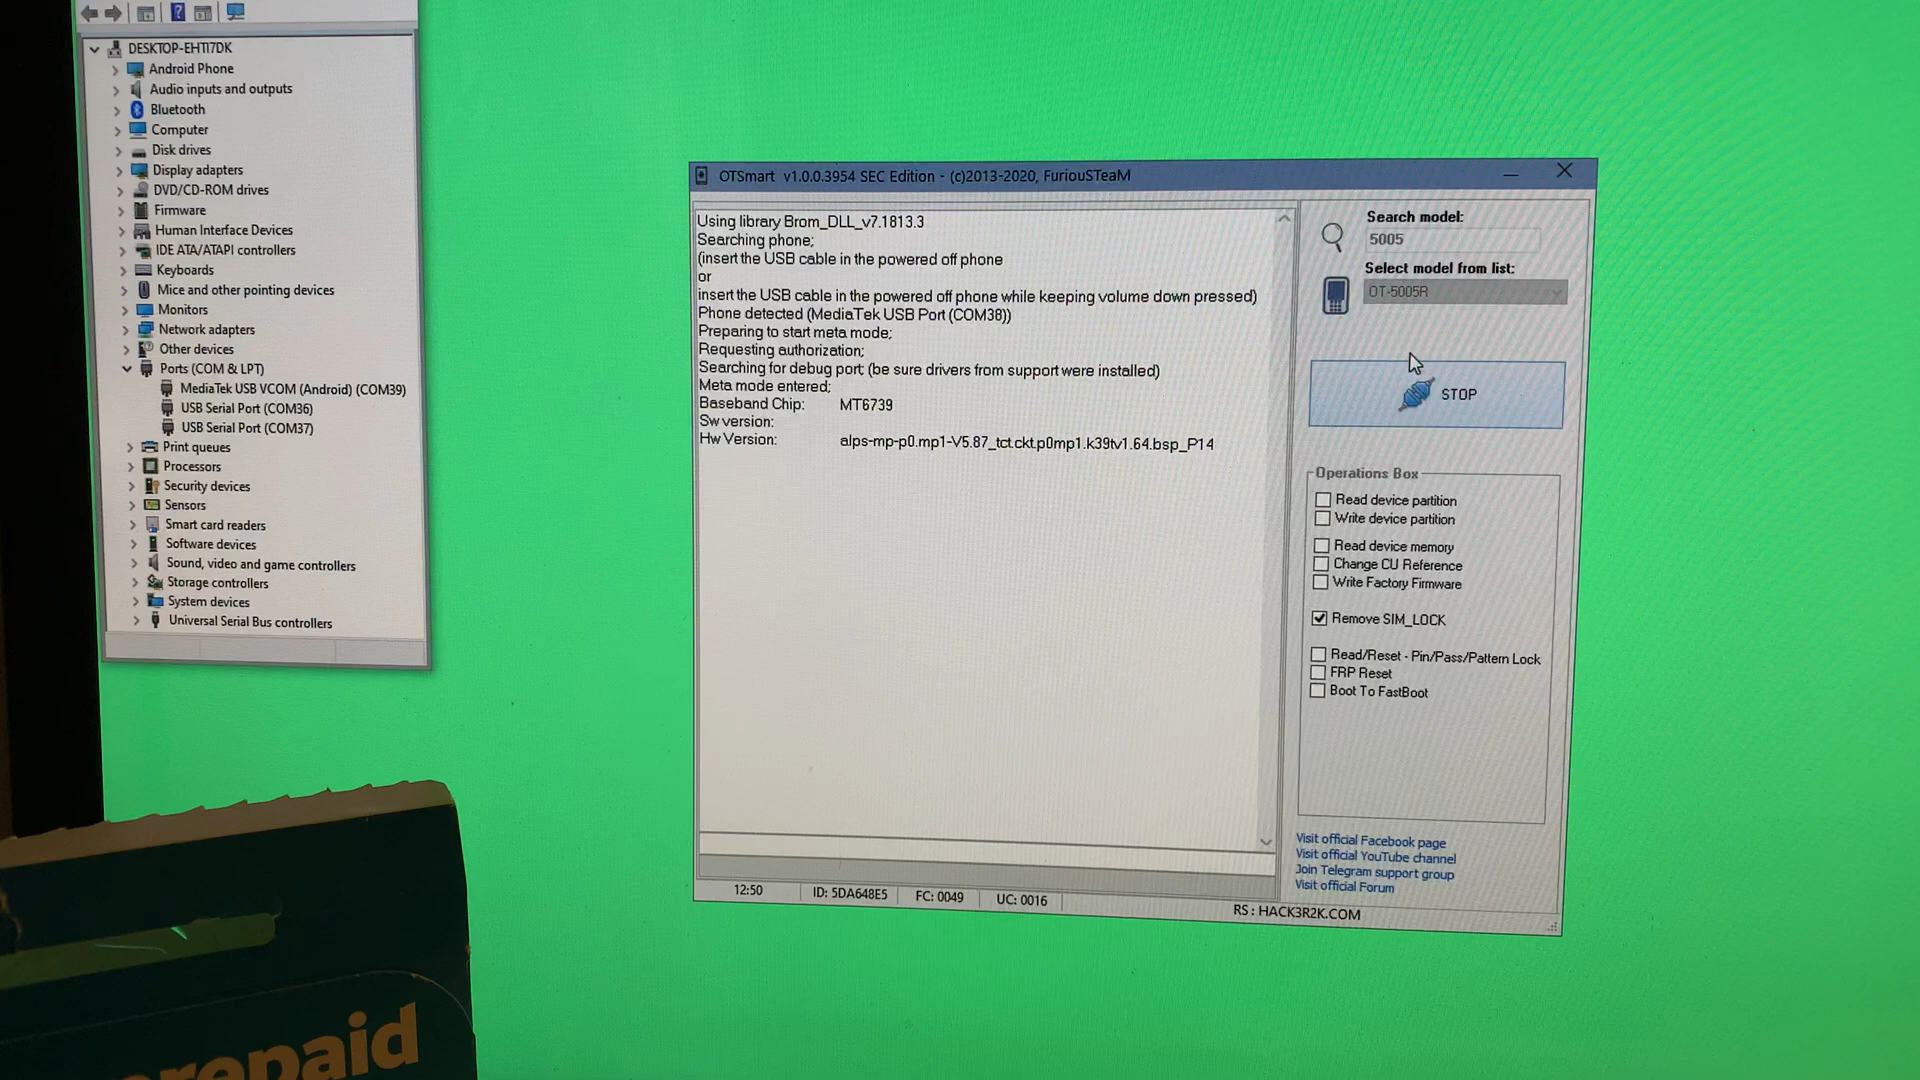 DESKTOP-EHTI7DK
Android Phone
Audio inputs and outputs
Bluetooth
Computer
Disk drives
Display adapters
DVD/CD-ROM drives
Firmware
Human Interface Devices
IDE ATA/ATAPI controllers
Keyboards
Mice and other pointing devices
Monitors
Network adapters
Other devices
Ports (COM & LPT)
MediaTek USB VCOM (Android) (COM39)
USB Serial Port (COM36)
USB Serial Port (COM37)
Print queues
Processors
Security devices
Sensors
Smart card readers
Software devices
Sound, video and game controllers
Storage controllers
System devices
Universal Serial Bus controllers
OTSmart v1.0.0.3954 SEC Edition - (c)2013-2020, FuriouSTeaM
Using library Brom_DLL_v7.1813.3
Searching phone;
(insert the USB cable in the powered off phone
or
insert the USB cable in the powered off phone while keeping volume down pressed)
Phone detected (MediaTek USB Port (COM38))
Preparing to start meta mode;
Requesting authorization;
Searching for debug port; (be sure drivers from support were installed)
Meta mode entered;
Baseband Chip: MT6739
Sw version:
Hw Version: alps-mp-p0.mp1-V5.87_tct.ckt.p0mp1.k39tv1.64.bsp_P14
Search model:
5005
Select model from list:
OT-5005R
STOP
Operations Box
Read device partition
Write device partition
Read device memory
Change CU Reference
Write Factory Firmware
Remove SIM_LOCK
Read/Reset - Pin/Pass/Pattern Lock
FRP Reset
Boot To FastBoot
Visit official Facebook page
Visit official YouTube channel
Join Telegram support group
Visit official Forum
12:50 ID: 5DA648E5 FC: 0049 UC: 0016 RS : HACK3R2K.COM
prepaid